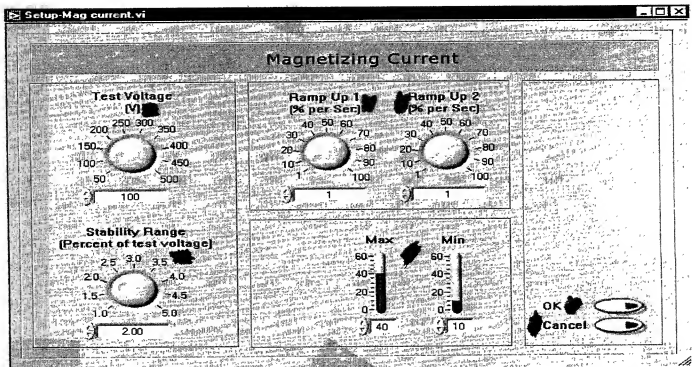 Setup-Mag current.vi
Magnetizing Current
Test Voltage
(V)
50 100 150 200 250 300 350 400 450 500
100
Ramp Up 1
(% per Sec)
1 10 20 30 40 50 60 70 80 90 100
1
Ramp Up 2
(% per Sec)
1 10 20 30 40 50 60 70 80 90 100
1
Stability Range
(Percent of test voltage)
1.0 1.5 2.0 2.5 3.0 3.5 4.0 4.5 5.0
2.00
Max
60
40
20
0
40
Min
60
40
20
0
10
OK
Cancel